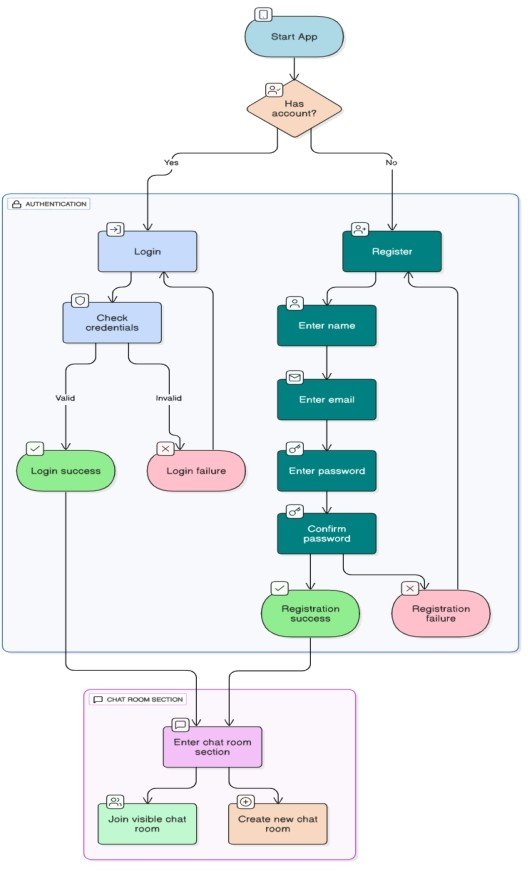 Start App
Has
account?
Yes
No
AUTHENTICATION
Login
Register
Check
credentials
Enter name
Valid
Invalid
Enter email
Login success
Login failure
Enter password
Confirm
password
Registration
success
Registration
failure
CHAT ROOM SECTION
Enter chat room
section
Join visible chat
room
Create new chat
room